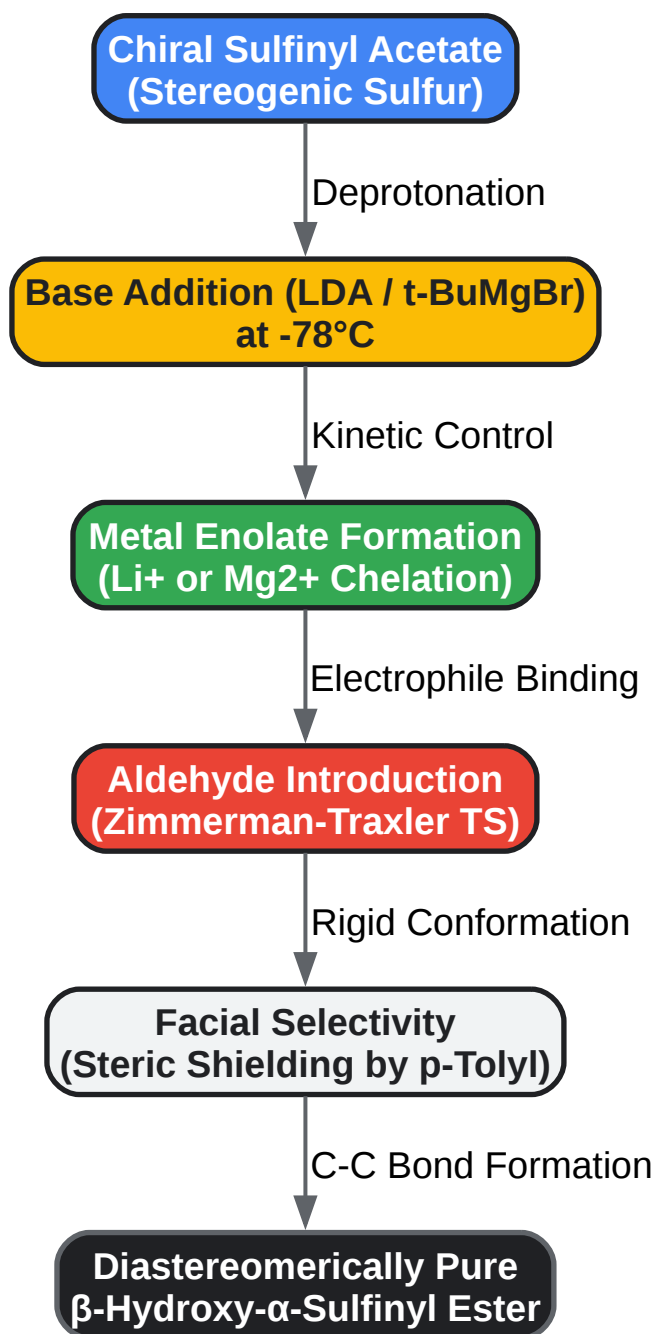 Chiral Sulfinyl Acetate
(Stereogenic Sulfur)
Deprotonation
Base Addition (LDA / t-BuMgBr)
at -78°C
Kinetic Control
Metal Enolate Formation
(Li+ or Mg2+ Chelation)
Electrophile Binding
Aldehyde Introduction
(Zimmerman-Traxler TS)
Rigid Conformation
Facial Selectivity
(Steric Shielding by p-Tolyl)
C-C Bond Formation
Diastereomerically Pure
β-Hydroxy-α-Sulfinyl Ester